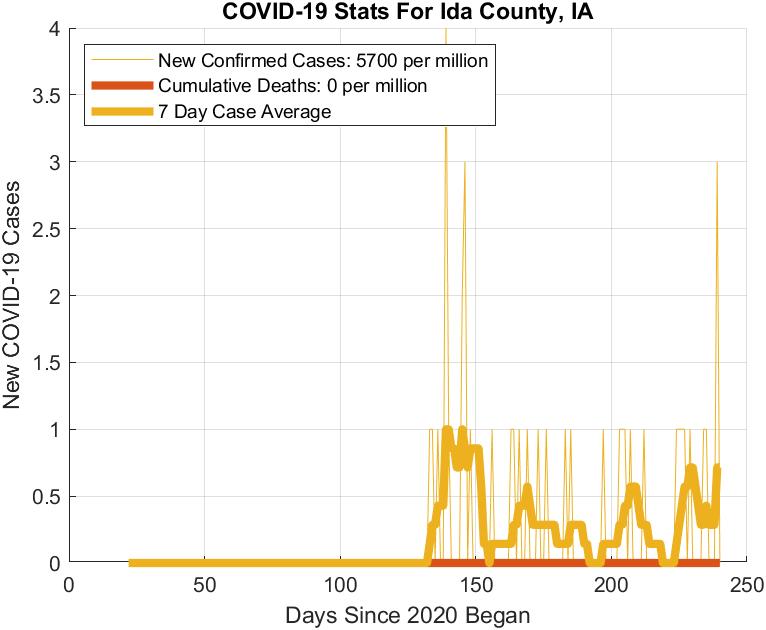 COVID-19 Stats For Ida County, IA
New Confirmed Cases: 5700 per million
Cumulative Deaths: 0 per million
7 Day Case Average
4
3.5
3
2.5
2
1.5
1
0.5
0
New COVID-19 Cases
0 50 100 150 200 250
Days Since 2020 Began